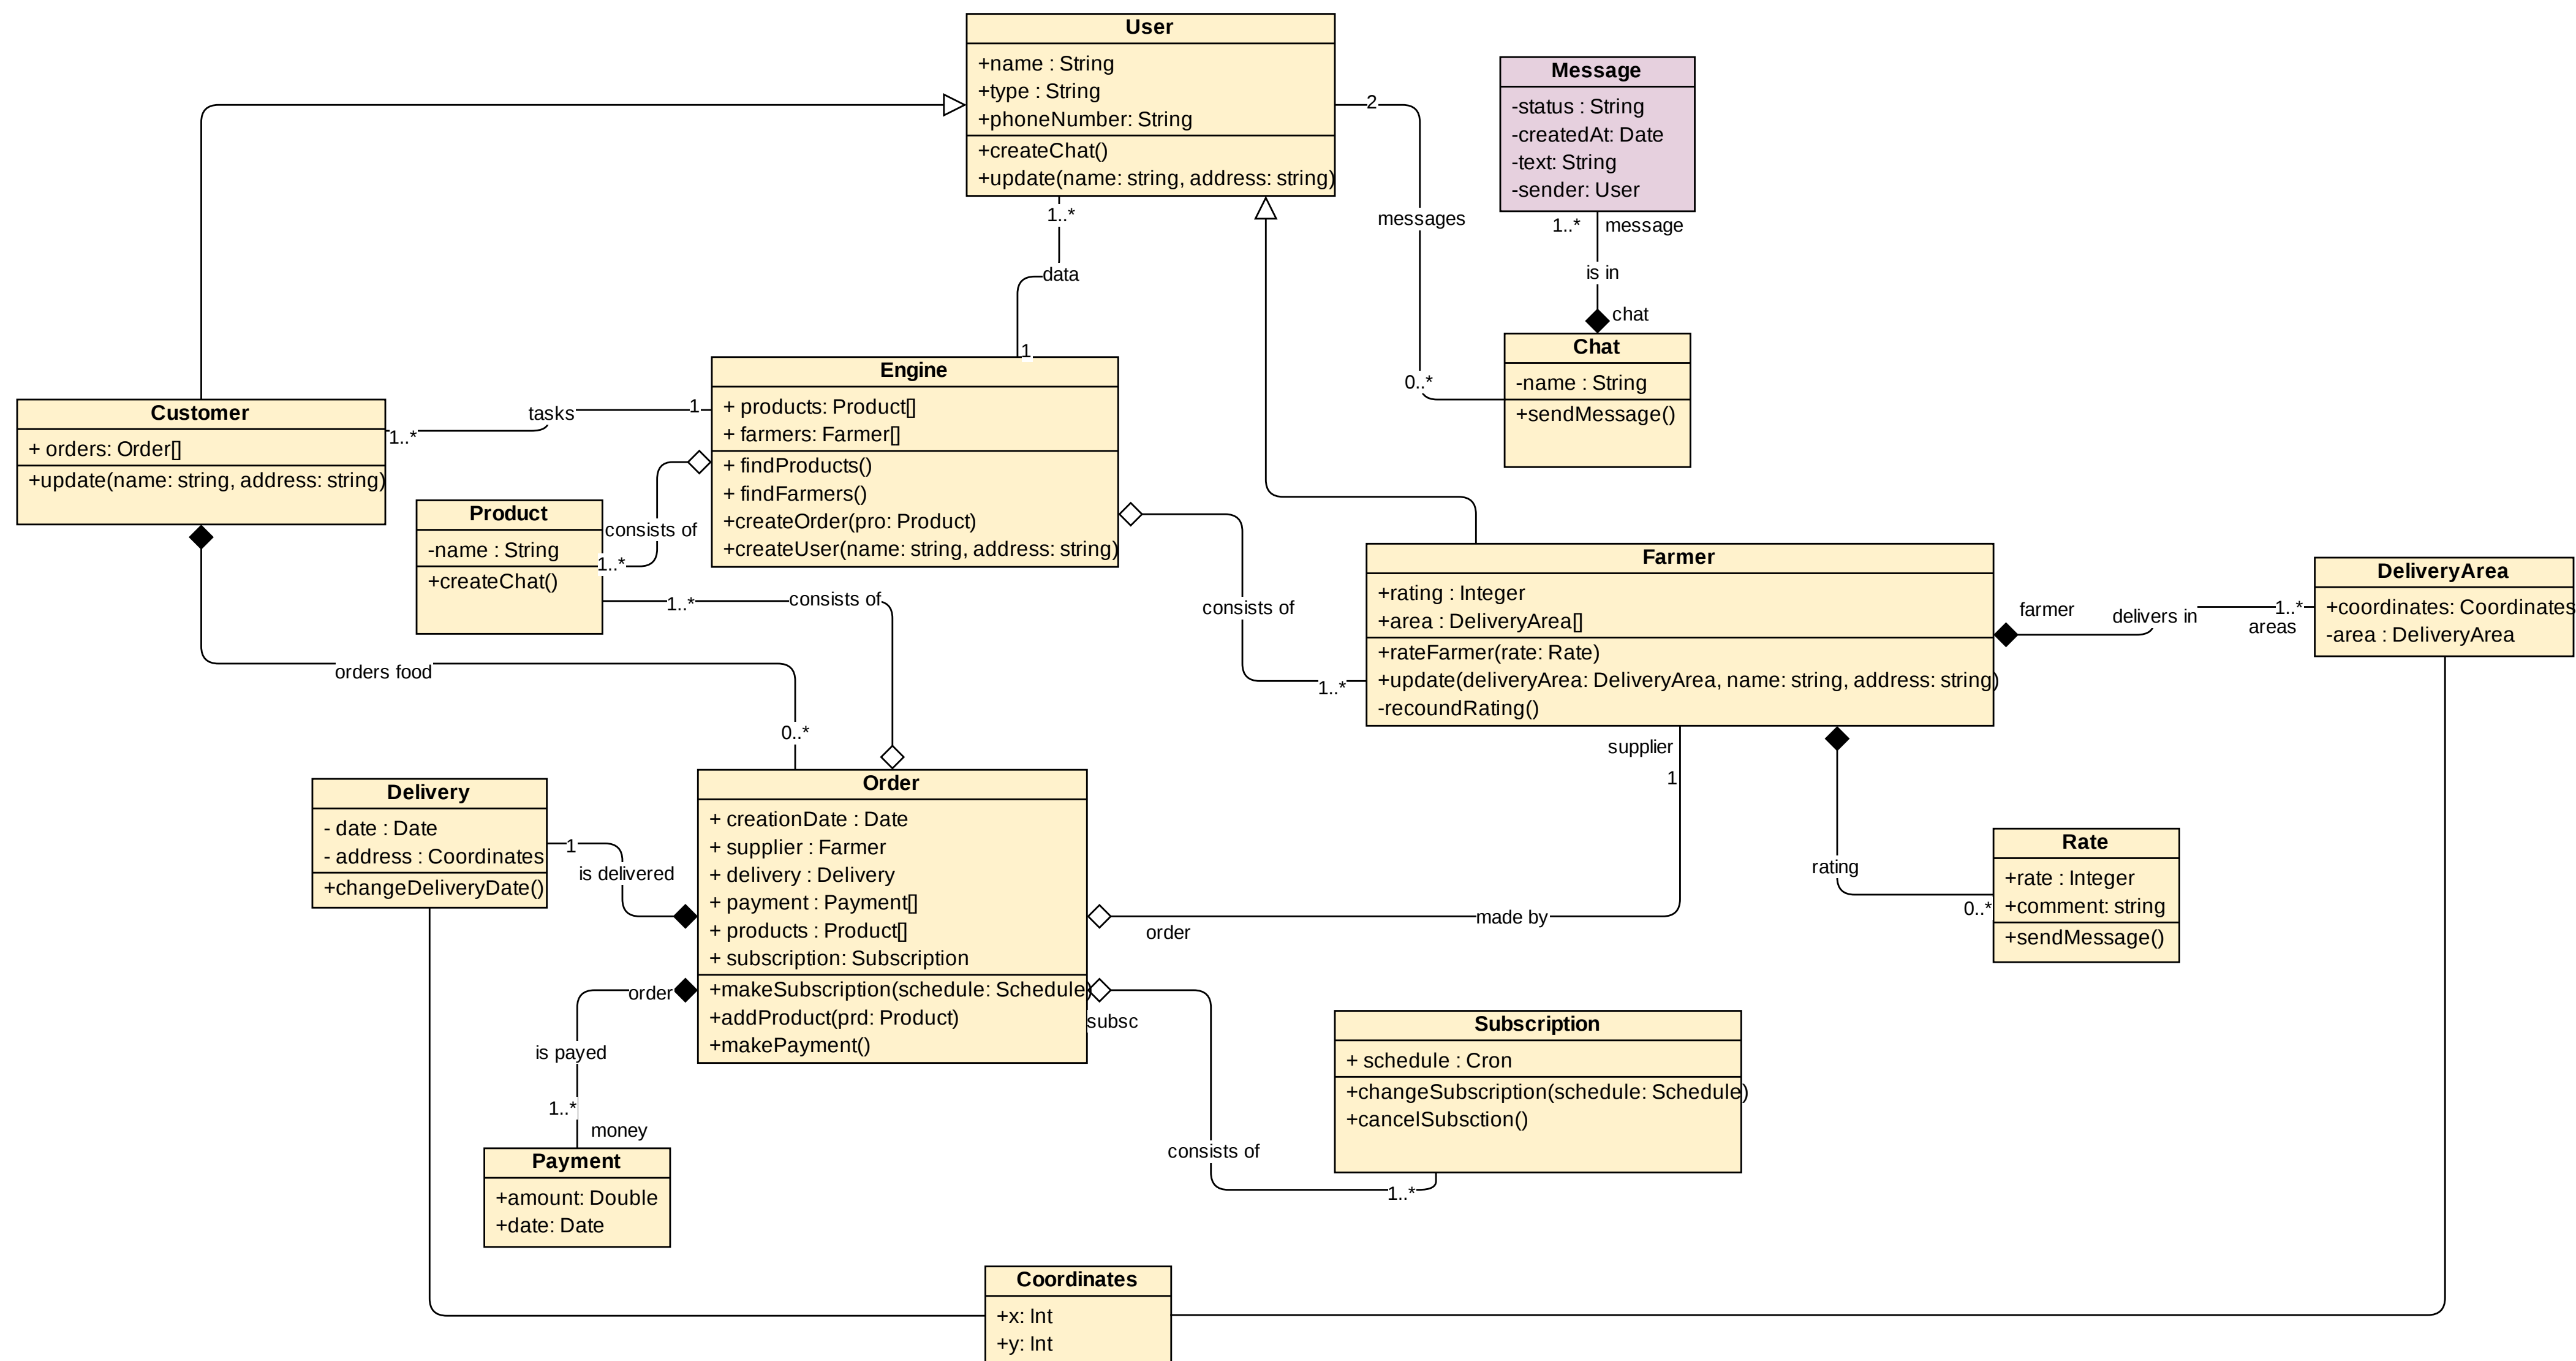 User
+name : String
+type : String
+phoneNumber: String
+createChat()
+update(name: string, address: string)
Message
-status : String
-createdAt: Date
-text: String
-sender: User
2
messages
0..*
1..*
message
is in
chat
1..*
data
1
Chat
-name : String
+sendMessage()
Engine
+ products: Product[]
+ farmers: Farmer[]
+ findProducts()
+ findFarmers()
+createOrder(pro: Product)
+createUser(name: string, address: string)
Customer
+ orders: Order[]
+update(name: string, address: string)
1..*
tasks
1
Product
-name : String
+createChat()
consists of
1..*
1..*
consists of
consists of
1..*
Farmer
+rating : Integer
+area : DeliveryArea[]
+rateFarmer(rate: Rate)
+update(deliveryArea: DeliveryArea, name: string, address: string)
-recoundRating()
farmer
delivers in
1..*
areas
DeliveryArea
+coordinates: Coordinates
-area : DeliveryArea
orders food
0..*
supplier
1
Delivery
- date : Date
- address : Coordinates
+changeDeliveryDate()
1
is delivered
Order
+ creationDate : Date
+ supplier : Farmer
+ delivery : Delivery
+ payment : Payment[]
+ products : Product[]
+ subscription: Subscription
+makeSubscription(schedule: Schedule)
+addProduct(prd: Product)
+makePayment()
order
made by
rating
0..*
Rate
+rate : Integer
+comment: string
+sendMessage()
order
is payed
1..*
money
subsc
consists of
1..*
Subscription
+ schedule : Cron
+changeSubscription(schedule: Schedule)
+cancelSubsction()
Payment
+amount: Double
+date: Date
Coordinates
+x: Int
+y: Int